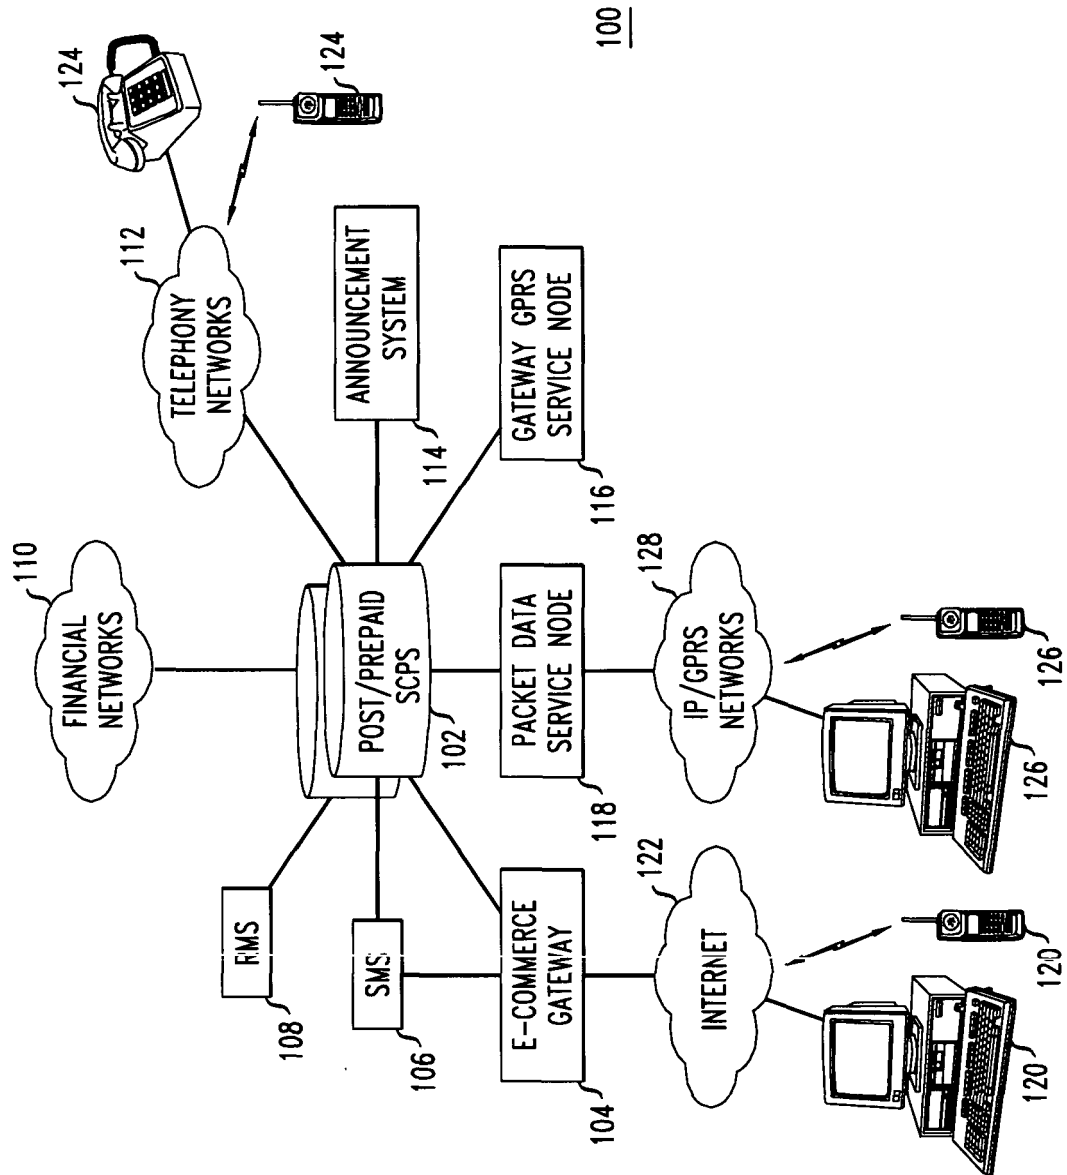 100
FINANCIAL
NETWORKS
110
TELEPHONY
NETWORKS
112
124
124
RMS
108
SMS
106
POST/PREPAID
SCPS
102
ANNOUNCEMENT
SYSTEM
114
E-COMMERCE
GATEWAY
104
PACKET DATA
SERVICE NODE
118
GATEWAY GPRS
SERVICE NODE
116
INTERNET
122
IP/GPRS
NETWORKS
128
120
120
126
126